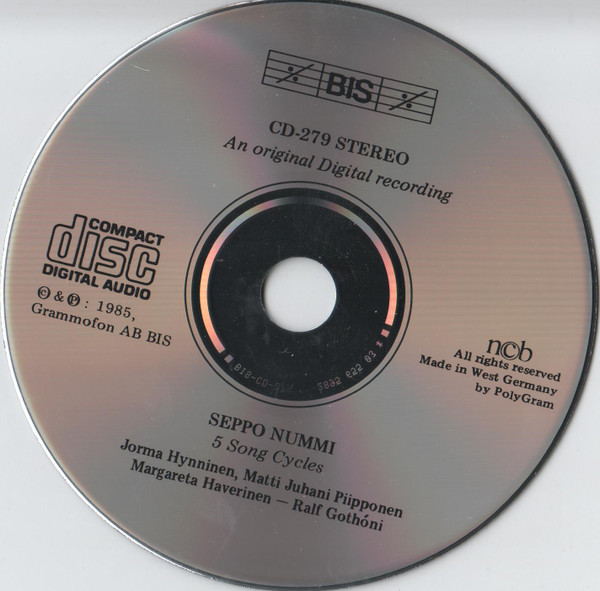 BIS
CD-279 STEREO
An original Digital recording
COMPACT
disc
DIGITAL AUDIO
© & ℗ : 1985,
Grammofon AB BIS
n©b
All rights reserved
Made in West Germany
by PolyGram
SEPPO NUMMI
5 Song Cycles
Jorma Hynninen, Matti Juhani Piipponen
Margareta Haverinen — Ralf Gothóni